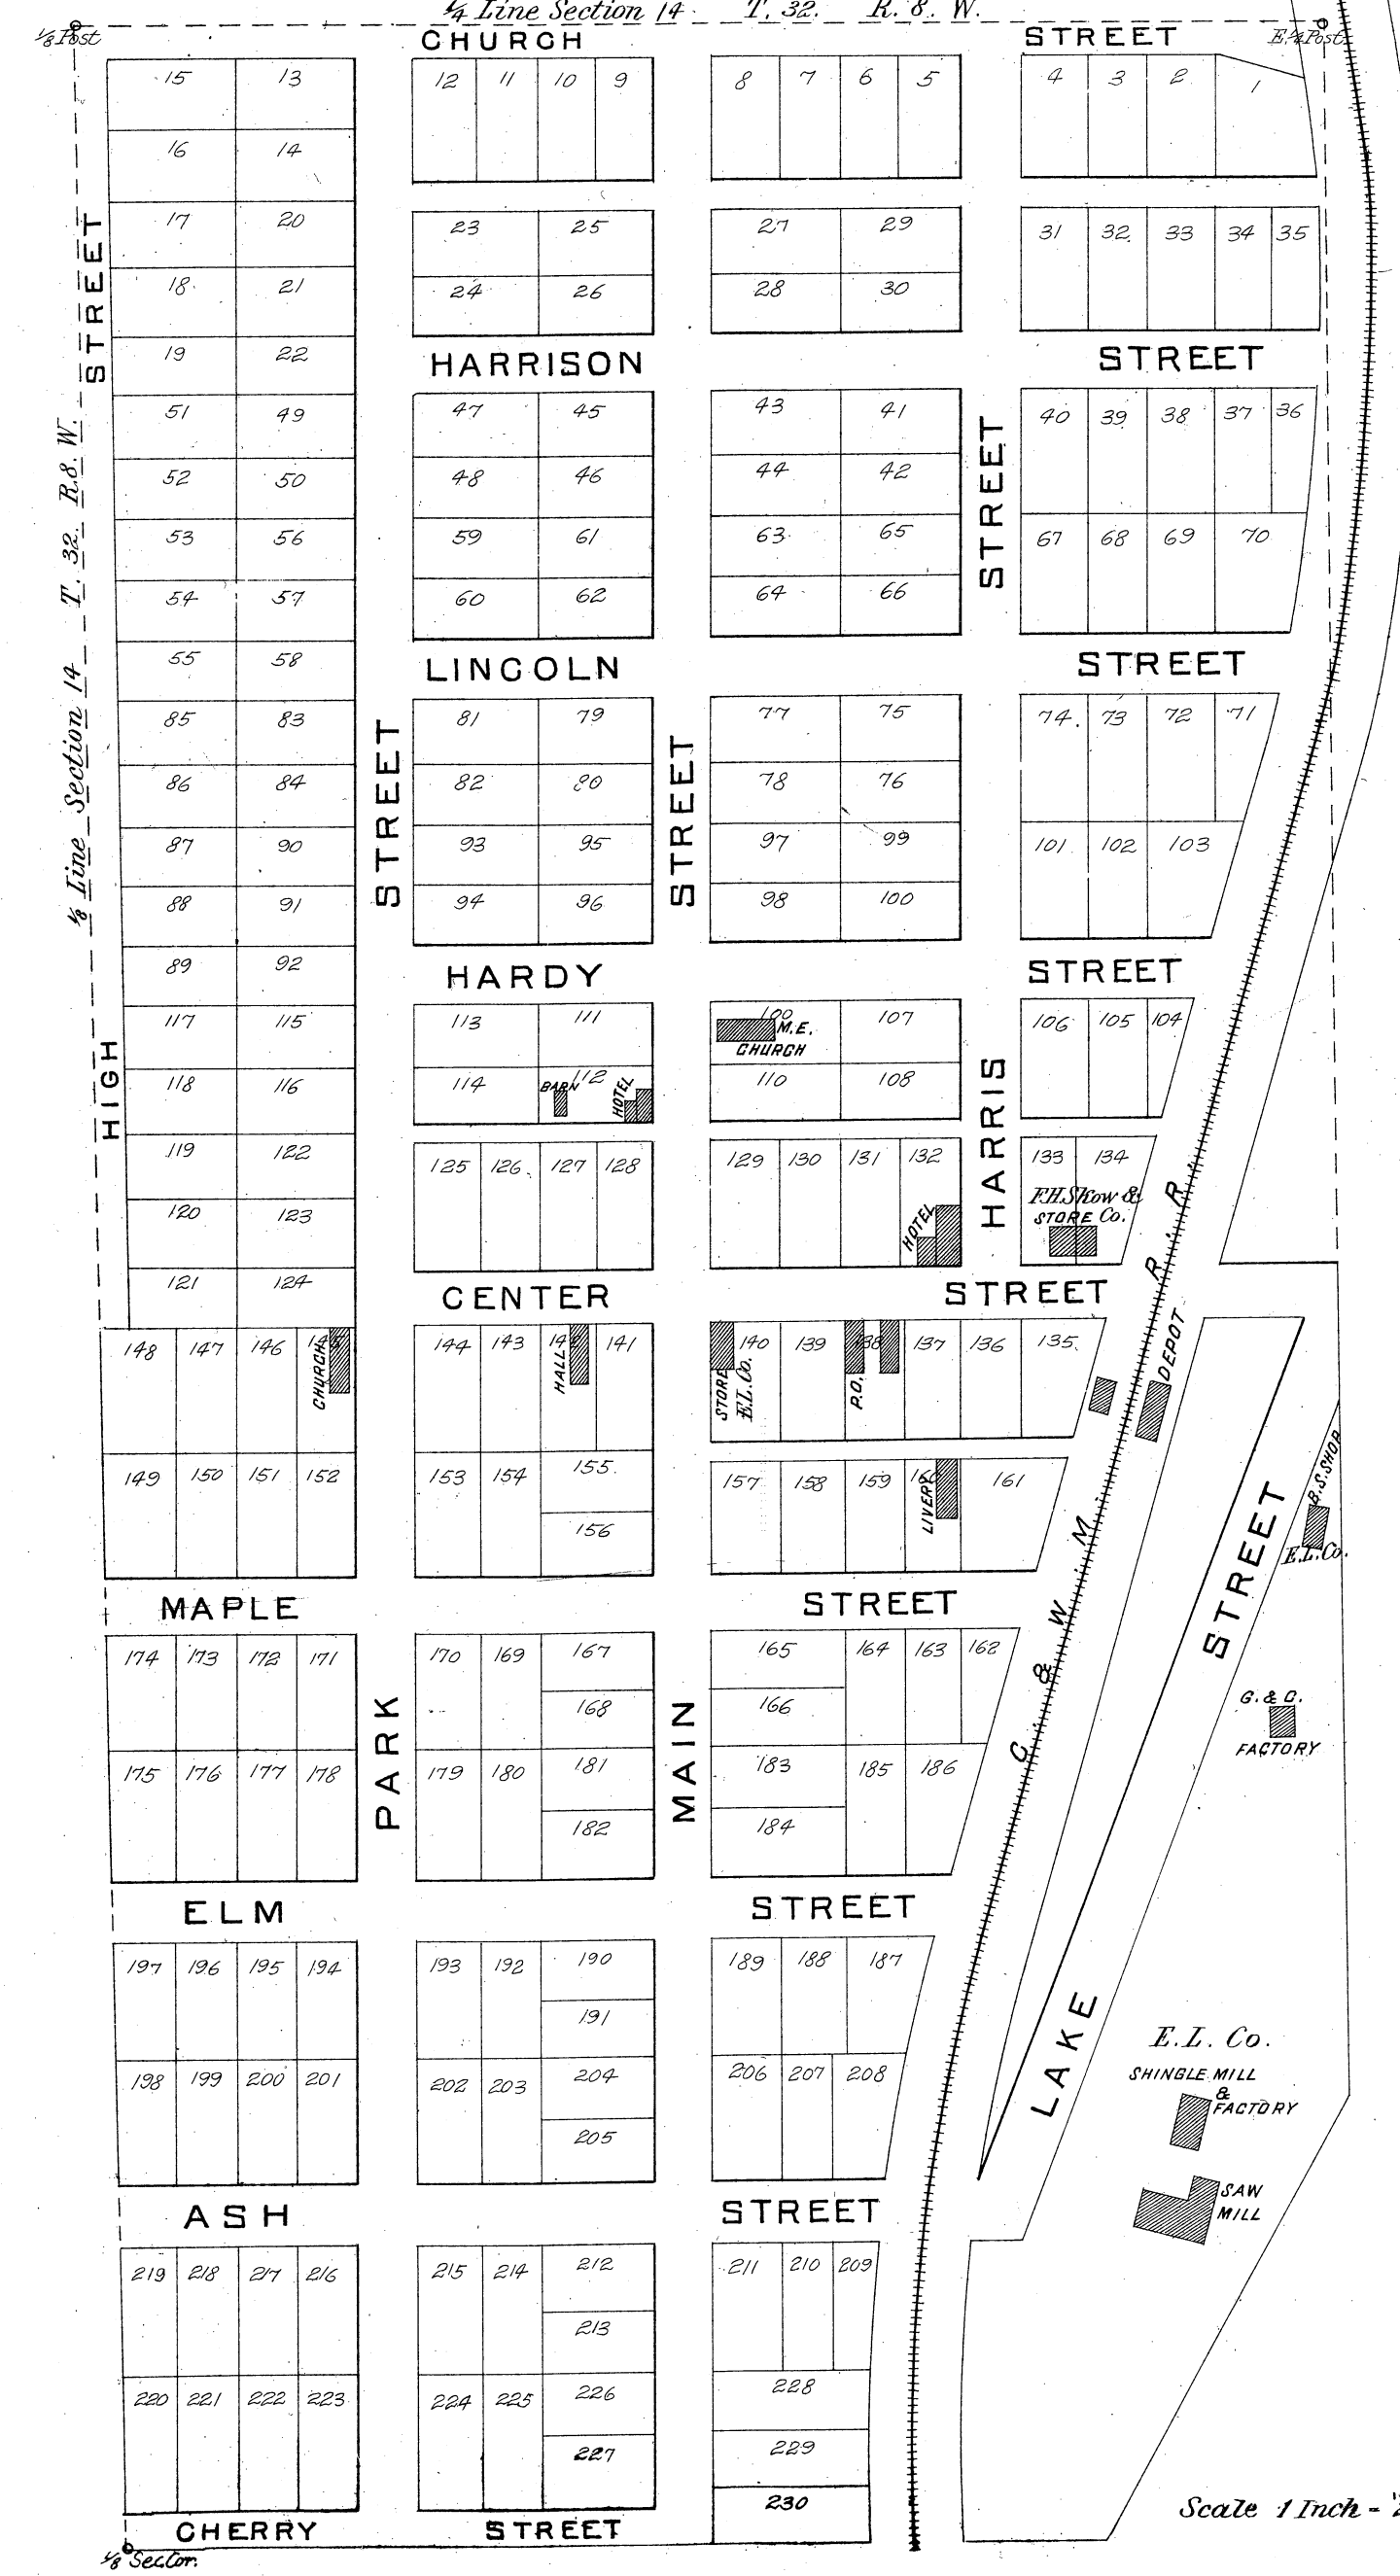 ¼ Line Section 14 T. 32. R. 8. W.
⅛ Post E.¼ Post
CHURCH STREET
15 13 12 11 10 9 8 7 6 5 4 3 2 1
16 14
17 20 23 25 27 29 31 32 33 34 35
18 21 24 26 28 30
STREET
19 22 HARRISON STREET
51 49 47 45 43 41 40 39 38 37 36
52 50 48 46 44 42
53 56 59 61 63 65 67 68 69 70
54 57 60 62 64 66
STREET
⅛ Line Section 14 T. 32. R.8. W.
55 58 LINCOLN STREET
85 83 81 79 77 75 74 73 72 71
86 84 82 80 78 76
87 90 93 95 97 99 101 102 103
88 91 94 96 98 100
STREET STREET
89 92 HARDY STREET
117 115 113 111 100 107 106 105 104
M.E.
CHURCH
118 116 114 BARN 112 HOTEL 110 108
HIGH
HARRIS
119 122 125 126 127 128 129 130 131 132 133 134
HOTEL
F.H.Skow &
STORE Co.
120 123
121 124 CENTER STREET
R. R.
DEPOT
148 147 146 145 144 143 142 141 140 139 138 137 136 135
CHURCH
HALL
STORE
E.L.Co.
P.O.
149 150 151 152 153 154 155 157 158 159 160 161
156
LIVERY
B.S.SHOP
E.L.Co.
MAPLE STREET
STREET
C & W M
174 173 172 171 170 169 167 165 164 163 162
168 166
G. & C.
FACTORY
PARK MAIN
175 176 177 178 179 180 181 183 185 186
182 184
ELM STREET
197 196 195 194 193 192 190 189 188 187
191
LAKE
E.L. Co.
SHINGLE MILL
&
FACTORY
198 199 200 201 202 203 204 206 207 208
205
SAW
MILL
ASH STREET
219 218 217 216 215 214 212 211 210 209
213
220 221 222 223 224 225 226 228
227 229
230
Scale 1 Inch =
CHERRY STREET
⅛ Sector.